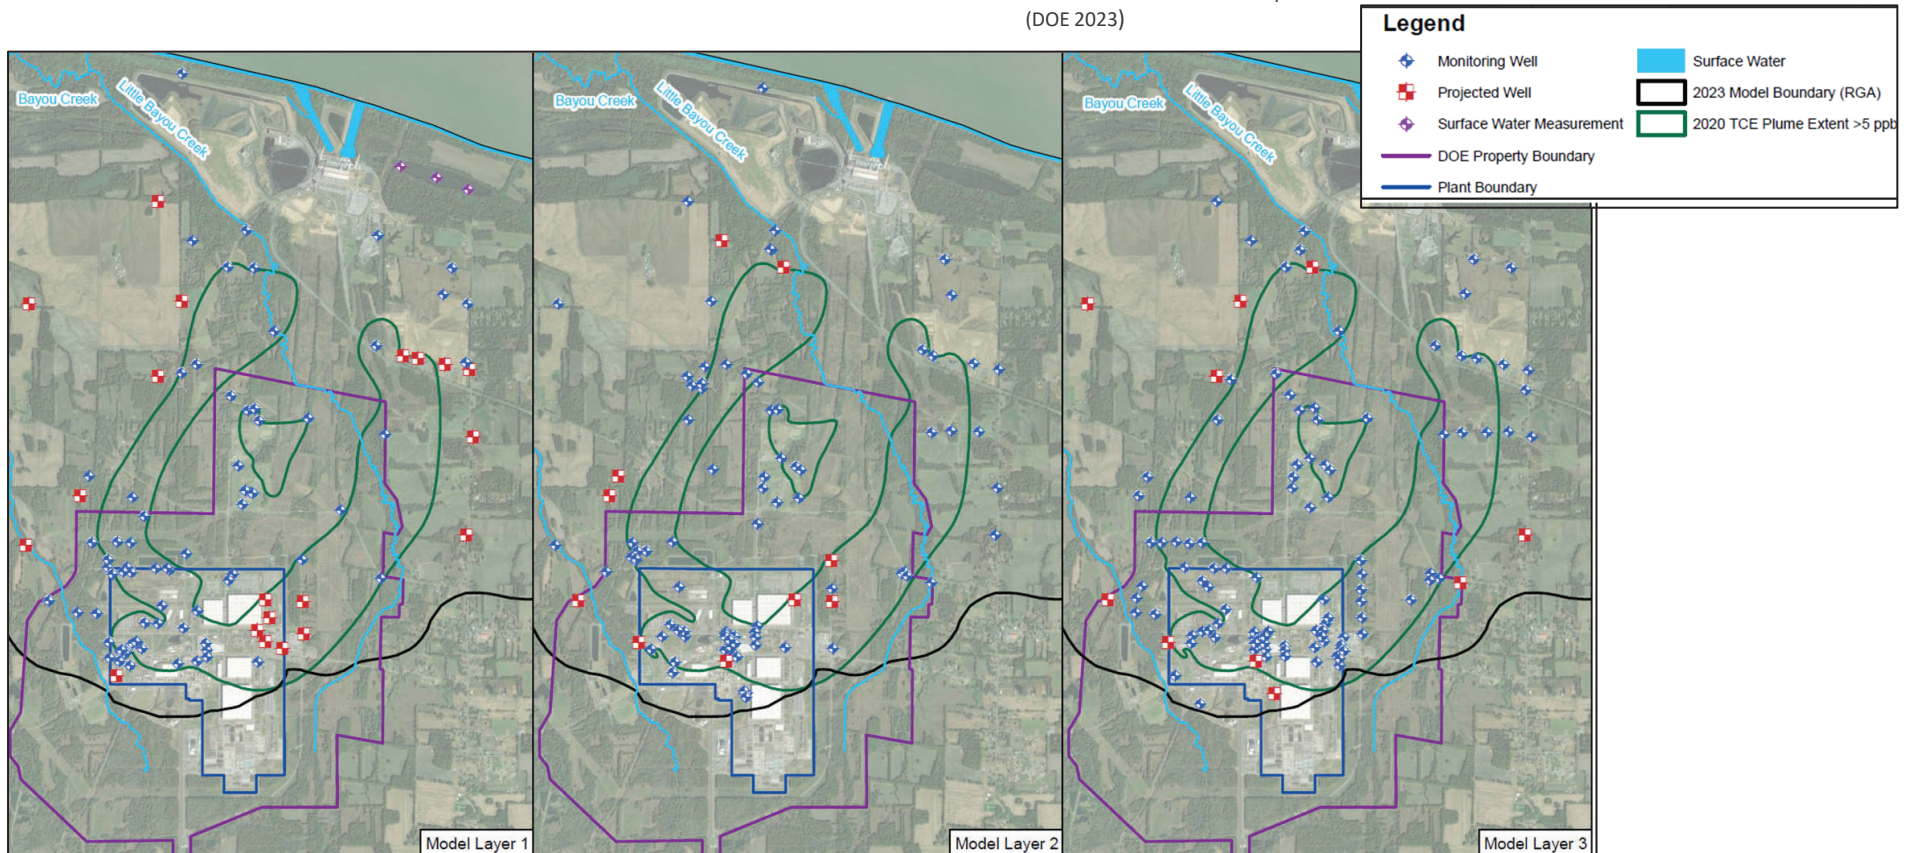 (DOE 2023)
Legend
Monitoring Well
Projected Well
Surface Water Measurement
DOE Property Boundary
Plant Boundary
Surface Water
2023 Model Boundary (RGA)
2020 TCE Plume Extent >5 ppb
Bayou Creek
Little Bayou Creek
Model Layer 1
Bayou Creek
Little Bayou Creek
Model Layer 2
Bayou Creek
Little Bayou Creek
Model Layer 3